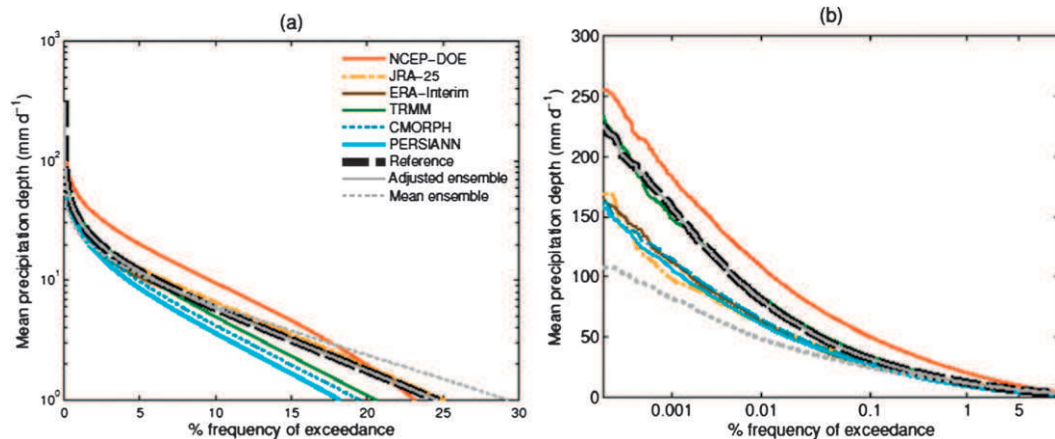 (a)
Mean precipitation depth (mm d⁻¹)
10³
10²
10¹
10⁰
0 5 10 15 20 25 30
% frequency of exceedance
NCEP-DOE
JRA-25
ERA-Interim
TRMM
CMORPH
PERSIANN
Reference
Adjusted ensemble
Mean ensemble
(b)
Mean precipitation depth (mm d⁻¹)
300
250
200
150
100
50
0
0.001 0.01 0.1 1 5
% frequency of exceedance